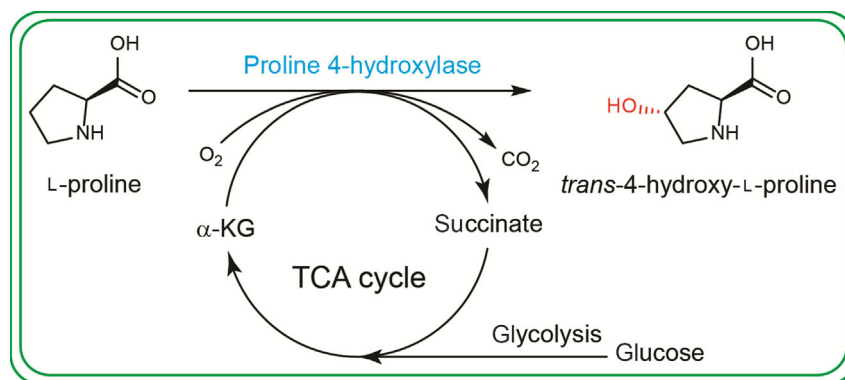 OH
O
NH
L-proline
Proline 4-hydroxylase
O2
CO2
α-KG
Succinate
TCA cycle
Glycolysis
Glucose
OH
O
HO
NH
trans-4-hydroxy-L-proline